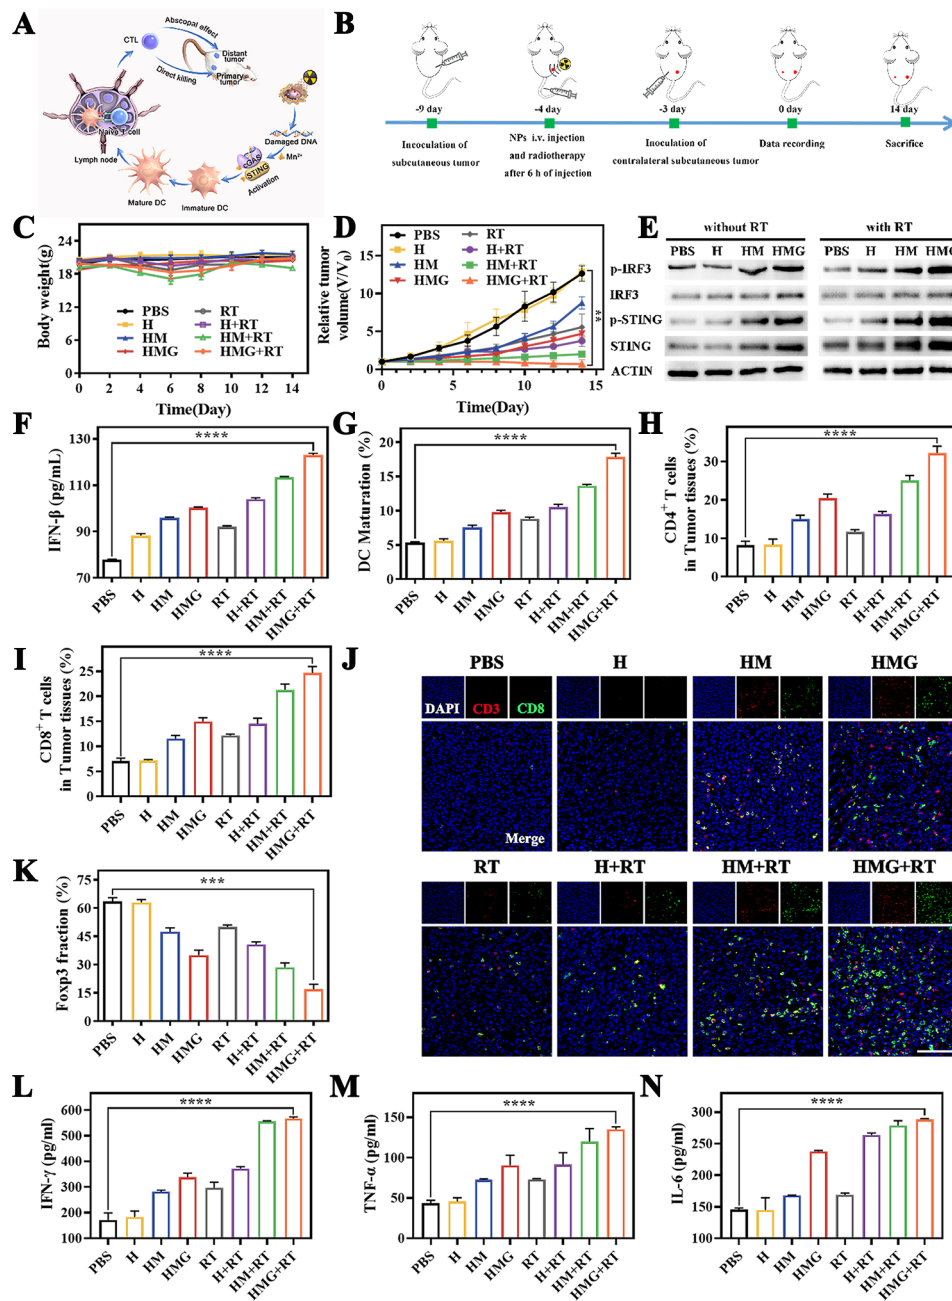 A
CTL
Abscopal effect
Direct killing
Distant
tumor
Primary
tumor
Naive T cell
Lymph node
Damaged DNA
Mn²⁺
cGAS
STING
Activation
Mature DC
Immature DC
B
-9 day
-4 day
-3 day
0 day
14 day
Inoculation of
subcutaneous tumor
NPs i.v. injection
and radiotherapy
after 6 h of injection
Inoculation of
contralateral subcutaneous tumor
Data recording
Sacrifice
C
Body weight(g)
24
18
12
6
0
PBS
H
HM
HMG
RT
H+RT
HM+RT
HMG+RT
0 2 4 6 8 10 12 14
Time(Day)
D
Relative tumor
volume(V/V₀)
15
10
5
0
PBS
H
HM
HMG
RT
H+RT
HM+RT
HMG+RT
**
0 5 10 15
Time(Day)
E
without RT
with RT
PBS H HM HMG
PBS H HM HMG
p-IRF3
IRF3
p-STING
STING
ACTIN
F
IFN-β (pg/mL)
130
110
90
70
****
PBS H HM HMG RT H+RT HM+RT HMG+RT
G
DC Maturation (%)
20
15
10
5
0
****
PBS H HM HMG RT H+RT HM+RT HMG+RT
H
CD4⁺ T cells
in Tumor tissues (%)
30
20
10
0
****
PBS H HM HMG RT H+RT HM+RT HMG+RT
I
CD8⁺ T cells
in Tumor tissues (%)
25
20
15
10
5
0
****
PBS H HM HMG RT H+RT HM+RT HMG+RT
J
PBS H HM HMG
DAPI CD3 CD8
Merge
RT H+RT HM+RT HMG+RT
K
Foxp3 fraction (%)
75
60
45
30
15
0
***
PBS H HM HMG RT H+RT HM+RT HMG+RT
L
IFN-γ (pg/ml)
600
500
400
300
200
100
****
PBS H HM HMG RT H+RT HM+RT HMG+RT
M
TNF-α (pg/ml)
150
100
50
0
****
PBS H HM HMG RT H+RT HM+RT HMG+RT
N
IL-6 (pg/ml)
300
250
200
150
100
****
PBS H HM HMG RT H+RT HM+RT HMG+RT